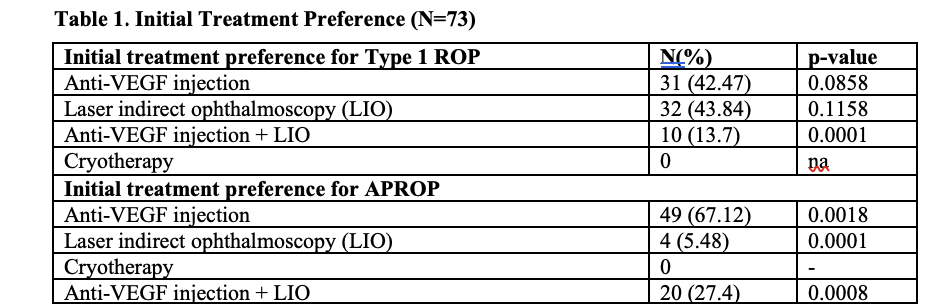 Table 1. Initial Treatment Preference (N=73)
Initial treatment preference for Type 1 ROP N(%) p-value
Anti-VEGF injection 31 (42.47) 0.0858
Laser indirect ophthalmoscopy (LIO) 32 (43.84) 0.1158
Anti-VEGF injection + LIO 10 (13.7) 0.0001
Cryotherapy 0 na
Initial treatment preference for APROP
Anti-VEGF injection 49 (67.12) 0.0018
Laser indirect ophthalmoscopy (LIO) 4 (5.48) 0.0001
Cryotherapy 0 -
Anti-VEGF injection + LIO 20 (27.4) 0.0008